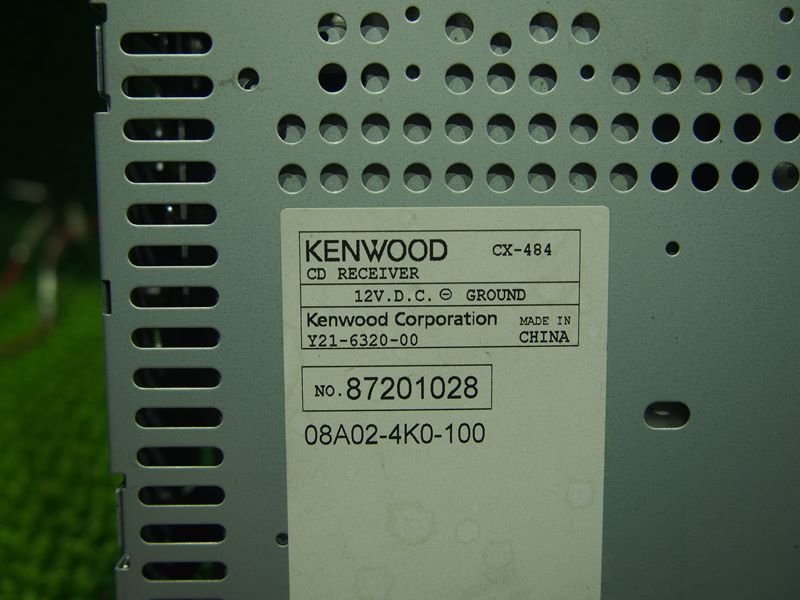 KENWOOD CX-484
CD RECEIVER
12V.D.C. ⊖ GROUND
Kenwood Corporation MADE IN
Y21-6320-00 CHINA
NO.87201028
08A02-4K0-100